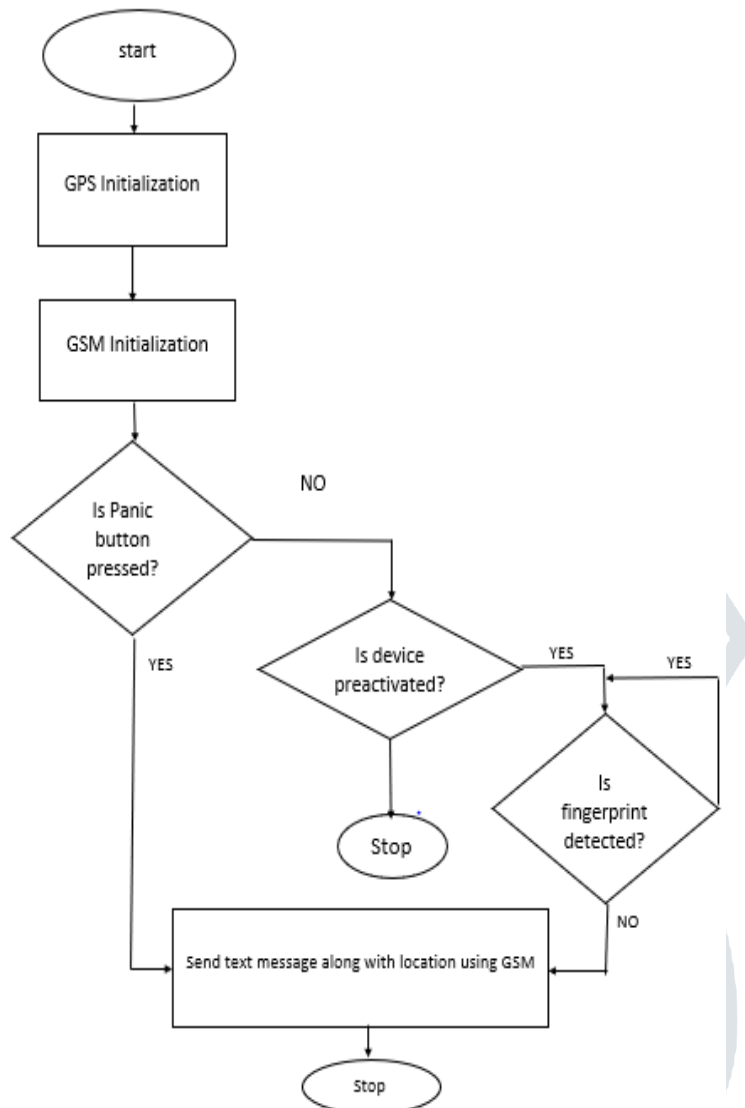 start
GPS Initialization
GSM Initialization
NO
Is Panic
button
pressed?
YES
Is device
preactivated?
YES
YES
Is
fingerprint
detected?
Stop
NO
Send text message along with location using GSM
Stop